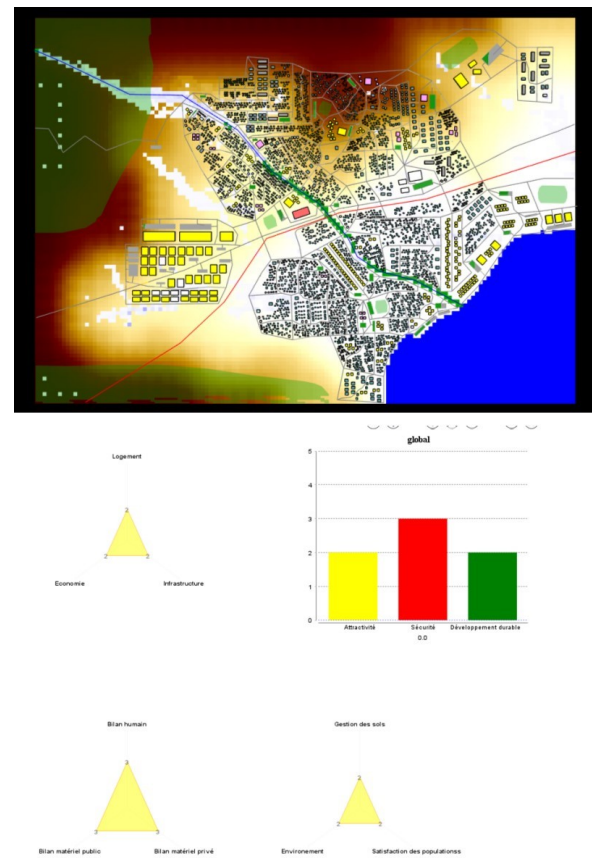 global
Logement
2
2
2
Economie
Infrastructure
5
4
3
2
1
0
Attractivité
Sécurité
Développement durable
0.0
Bilan humain
3
3
3
Bilan matériel public
Bilan matériel privé
Gestion des sols
2
2
2
Environement
Satisfaction des populationss